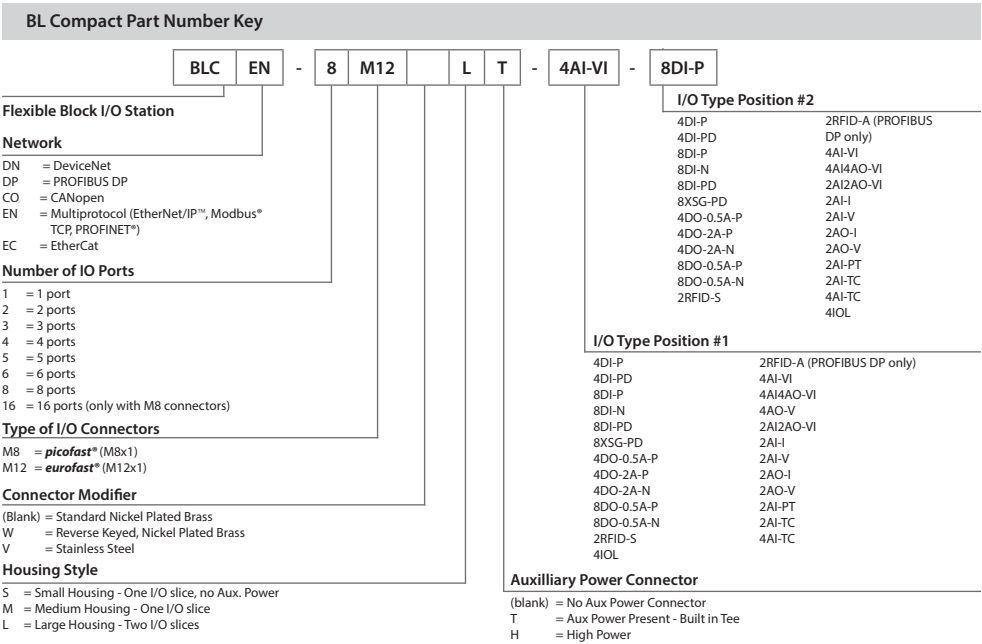 BL Compact Part Number Key
BLC EN - 8 M12 L T - 4AI-VI - 8DI-P
Flexible Block I/O Station
Network
DN = DeviceNet
DP = PROFIBUS DP
CO = CANopen
EN = Multiprotocol (EtherNet/IP™, Modbus®
TCP, PROFINET®)
EC = EtherCat
Number of IO Ports
1 = 1 port
2 = 2 ports
3 = 3 ports
4 = 4 ports
5 = 5 ports
6 = 6 ports
8 = 8 ports
16 = 16 ports (only with M8 connectors)
Type of I/O Connectors
M8 = picofast® (M8x1)
M12 = eurofast® (M12x1)
Connector Modifier
(Blank) = Standard Nickel Plated Brass
W = Reverse Keyed, Nickel Plated Brass
V = Stainless Steel
Housing Style
S = Small Housing - One I/O slice, no Aux. Power
M = Medium Housing - One I/O slice
L = Large Housing - Two I/O slices
I/O Type Position #2
4DI-P
4DI-PD
8DI-P
8DI-N
8DI-PD
8XSG-PD
4DO-0.5A-P
4DO-2A-P
4DO-2A-N
8DO-0.5A-P
8DO-0.5A-N
2RFID-S
2RFID-A (PROFIBUS
DP only)
4AI-VI
4AI4AO-VI
2AI2AO-VI
2AI-I
2AI-V
2AO-I
2AO-V
2AI-PT
2AI-TC
4AI-TC
4IOL
I/O Type Position #1
4DI-P
4DI-PD
8DI-P
8DI-N
8DI-PD
8XSG-PD
4DO-0.5A-P
4DO-2A-P
4DO-2A-N
8DO-0.5A-P
8DO-0.5A-N
2RFID-S
4IOL
2RFID-A (PROFIBUS DP only)
4AI-VI
4AI4AO-VI
4AO-V
2AI2AO-VI
2AI-I
2AI-V
2AO-I
2AO-V
2AI-PT
2AI-TC
4AI-TC
Auxilliary Power Connector
(blank) = No Aux Power Connector
T = Aux Power Present - Built in Tee
H = High Power